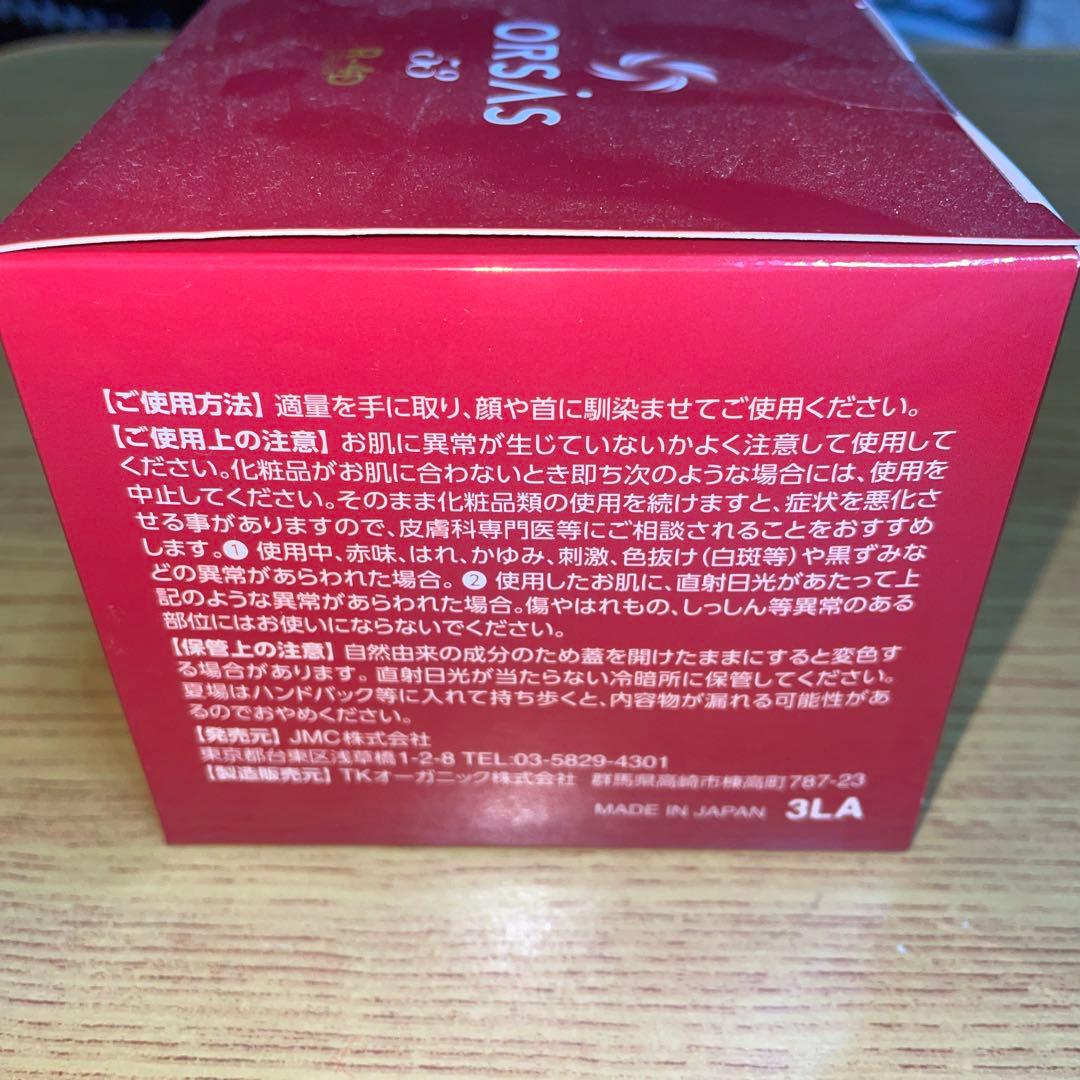 ORSÁS
【ご使用方法】適量を手に取り、顔や首に馴染ませてご使用ください。
【ご使用上の注意】お肌に異常が生じていないかよく注意して使用して
ください。化粧品がお肌に合わないとき即ち次のような場合には、使用を
中止してください。そのまま化粧品類の使用を続けますと、症状を悪化さ
せる事がありますので、皮膚科専門医等にご相談されることをおすすめ
します。❶ 使用中、赤味、はれ、かゆみ、刺激、色抜け(白斑等)や黒ずみな
どの異常があらわれた場合。❷ 使用したお肌に、直射日光があたって上
記のような異常があらわれた場合。傷やはれもの、しっしん等異常のある
部位にはお使いにならないでください。
【保管上の注意】自然由来の成分のため蓋を開けたままにすると変色す
る場合があります。直射日光が当たらない冷暗所に保管してください。
夏場はハンドバック等に入れて持ち歩くと、内容物が漏れる可能性があ
るのでおやめください。
【発売元】JMC株式会社
東京都台東区浅草橋1-2-8 TEL:03-5829-4301
【製造販売元】TKオーガニック株式会社 群馬県高崎市棟高町787-23
MADE IN JAPAN 3LA